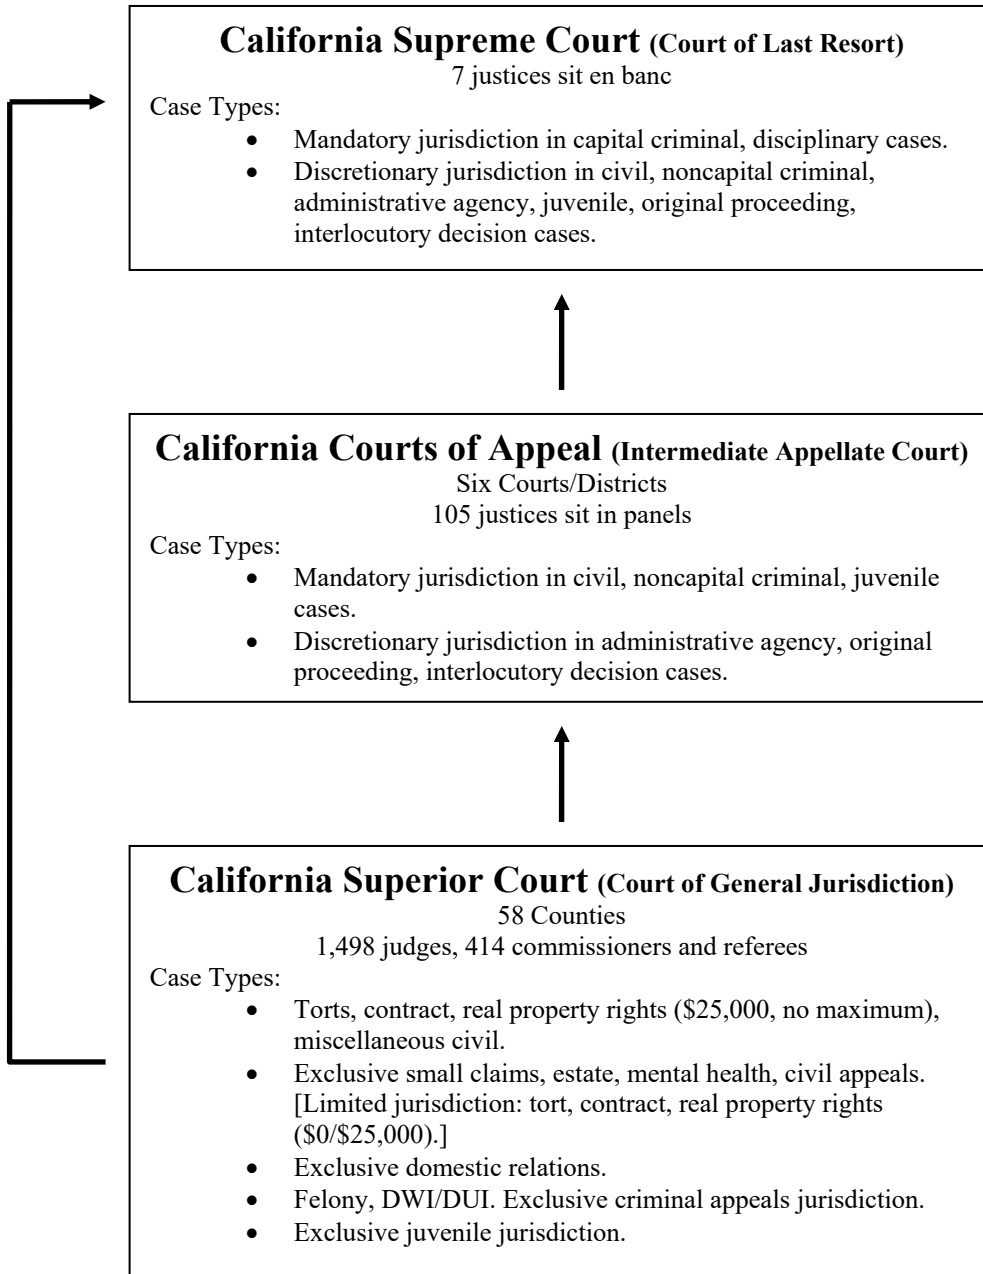 California Supreme Court (Court of Last Resort)
7 justices sit en banc
Case Types:
• Mandatory jurisdiction in capital criminal, disciplinary cases.
• Discretionary jurisdiction in civil, noncapital criminal,
administrative agency, juvenile, original proceeding,
interlocutory decision cases.
California Courts of Appeal (Intermediate Appellate Court)
Six Courts/Districts
105 justices sit in panels
Case Types:
• Mandatory jurisdiction in civil, noncapital criminal, juvenile
cases.
• Discretionary jurisdiction in administrative agency, original
proceeding, interlocutory decision cases.
California Superior Court (Court of General Jurisdiction)
58 Counties
1,498 judges, 414 commissioners and referees
Case Types:
• Torts, contract, real property rights ($25,000, no maximum),
miscellaneous civil.
• Exclusive small claims, estate, mental health, civil appeals.
[Limited jurisdiction: tort, contract, real property rights
($0/$25,000).]
• Exclusive domestic relations.
• Felony, DWI/DUI. Exclusive criminal appeals jurisdiction.
• Exclusive juvenile jurisdiction.